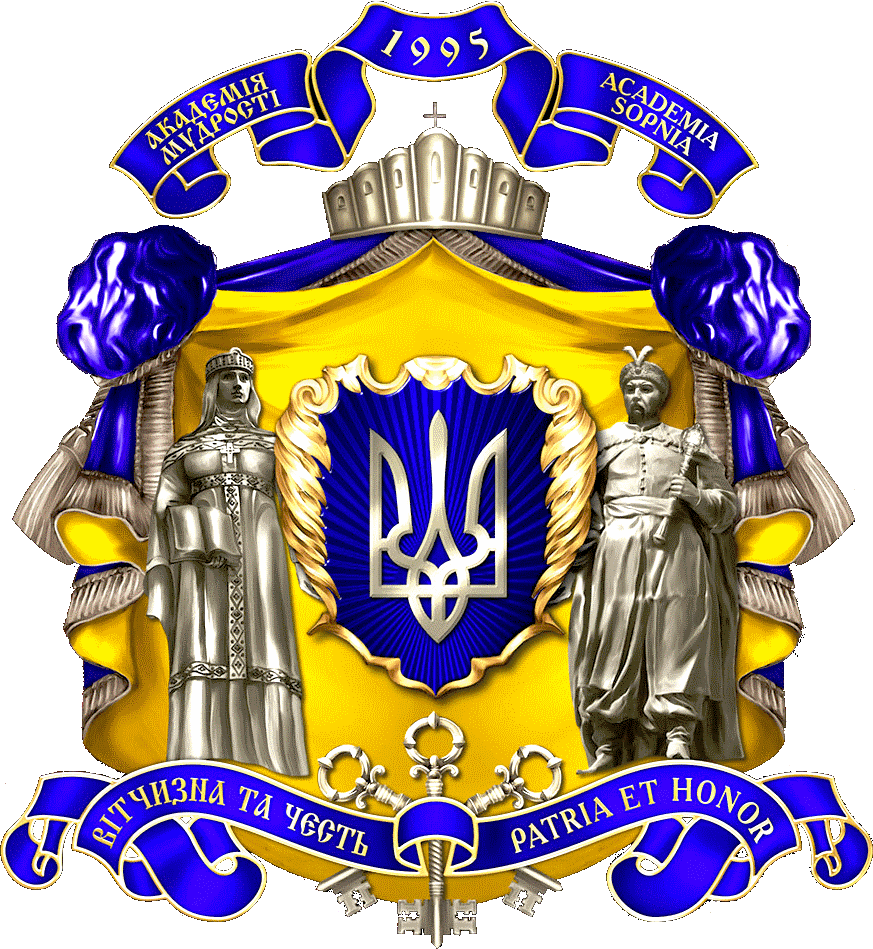 1995
АКАДЕМІЯ
МУДРОСТІ
ACADEMIA
SOPNIA
ВІТЧИЗНА ТА ЧЕСТЬ
PATRIA ET HONOR